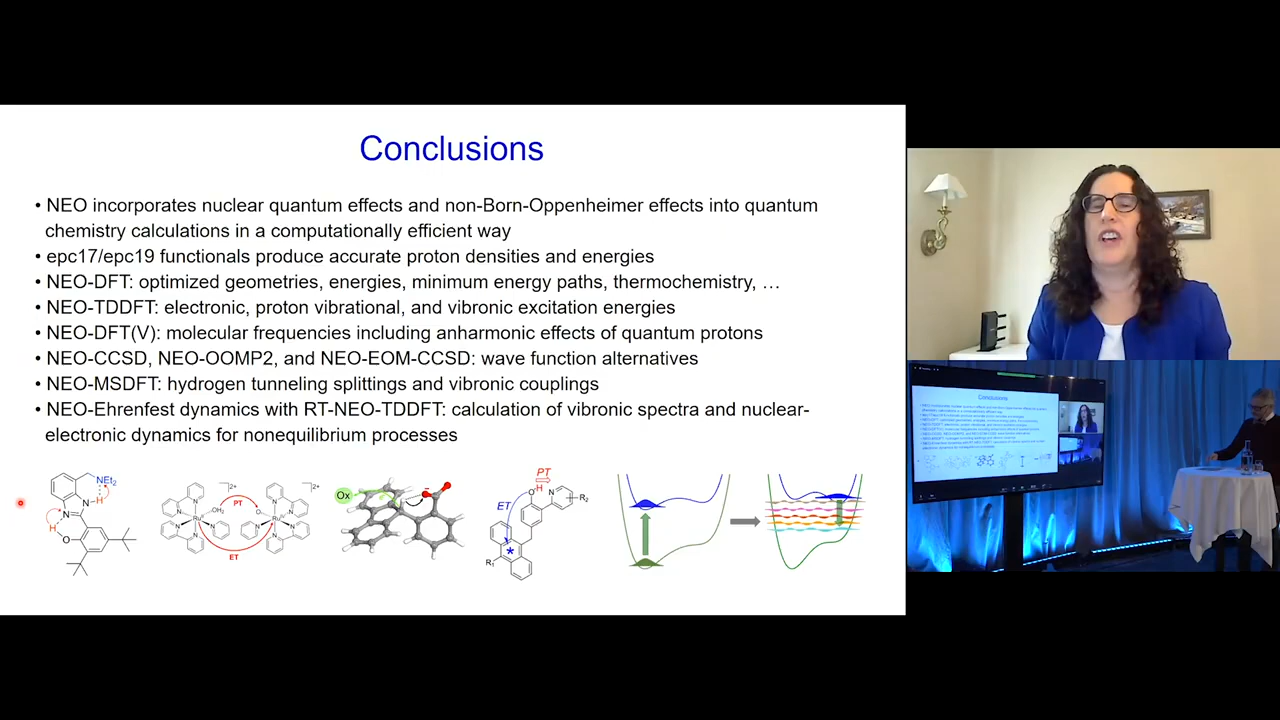 Conclusions
• NEO incorporates nuclear quantum effects and non-Born-Oppenheimer effects into quantum
chemistry calculations in a computationally efficient way
• epc17/epc19 functionals produce accurate proton densities and energies
• NEO-DFT: optimized geometries, energies, minimum energy paths, thermochemistry, …
• NEO-TDDFT: electronic, proton vibrational, and vibronic excitation energies
• NEO-DFT(V): molecular frequencies including anharmonic effects of quantum protons
• NEO-CCSD, NEO-OOMP2, and NEO-EOM-CCSD: wave function alternatives
• NEO-MSDFT: hydrogen tunneling splittings and vibronic couplings
• NEO-Ehrenfest dynamics with RT-NEO-TDDFT: calculation of vibronic spectra and nuclear-
electronic dynamics for nonequilibrium processes
NEt2
N
H
N
H
O
2+
PT
ET
2+
Ox
PT
ET
O
H
N
R2
R1
*
Conclusions